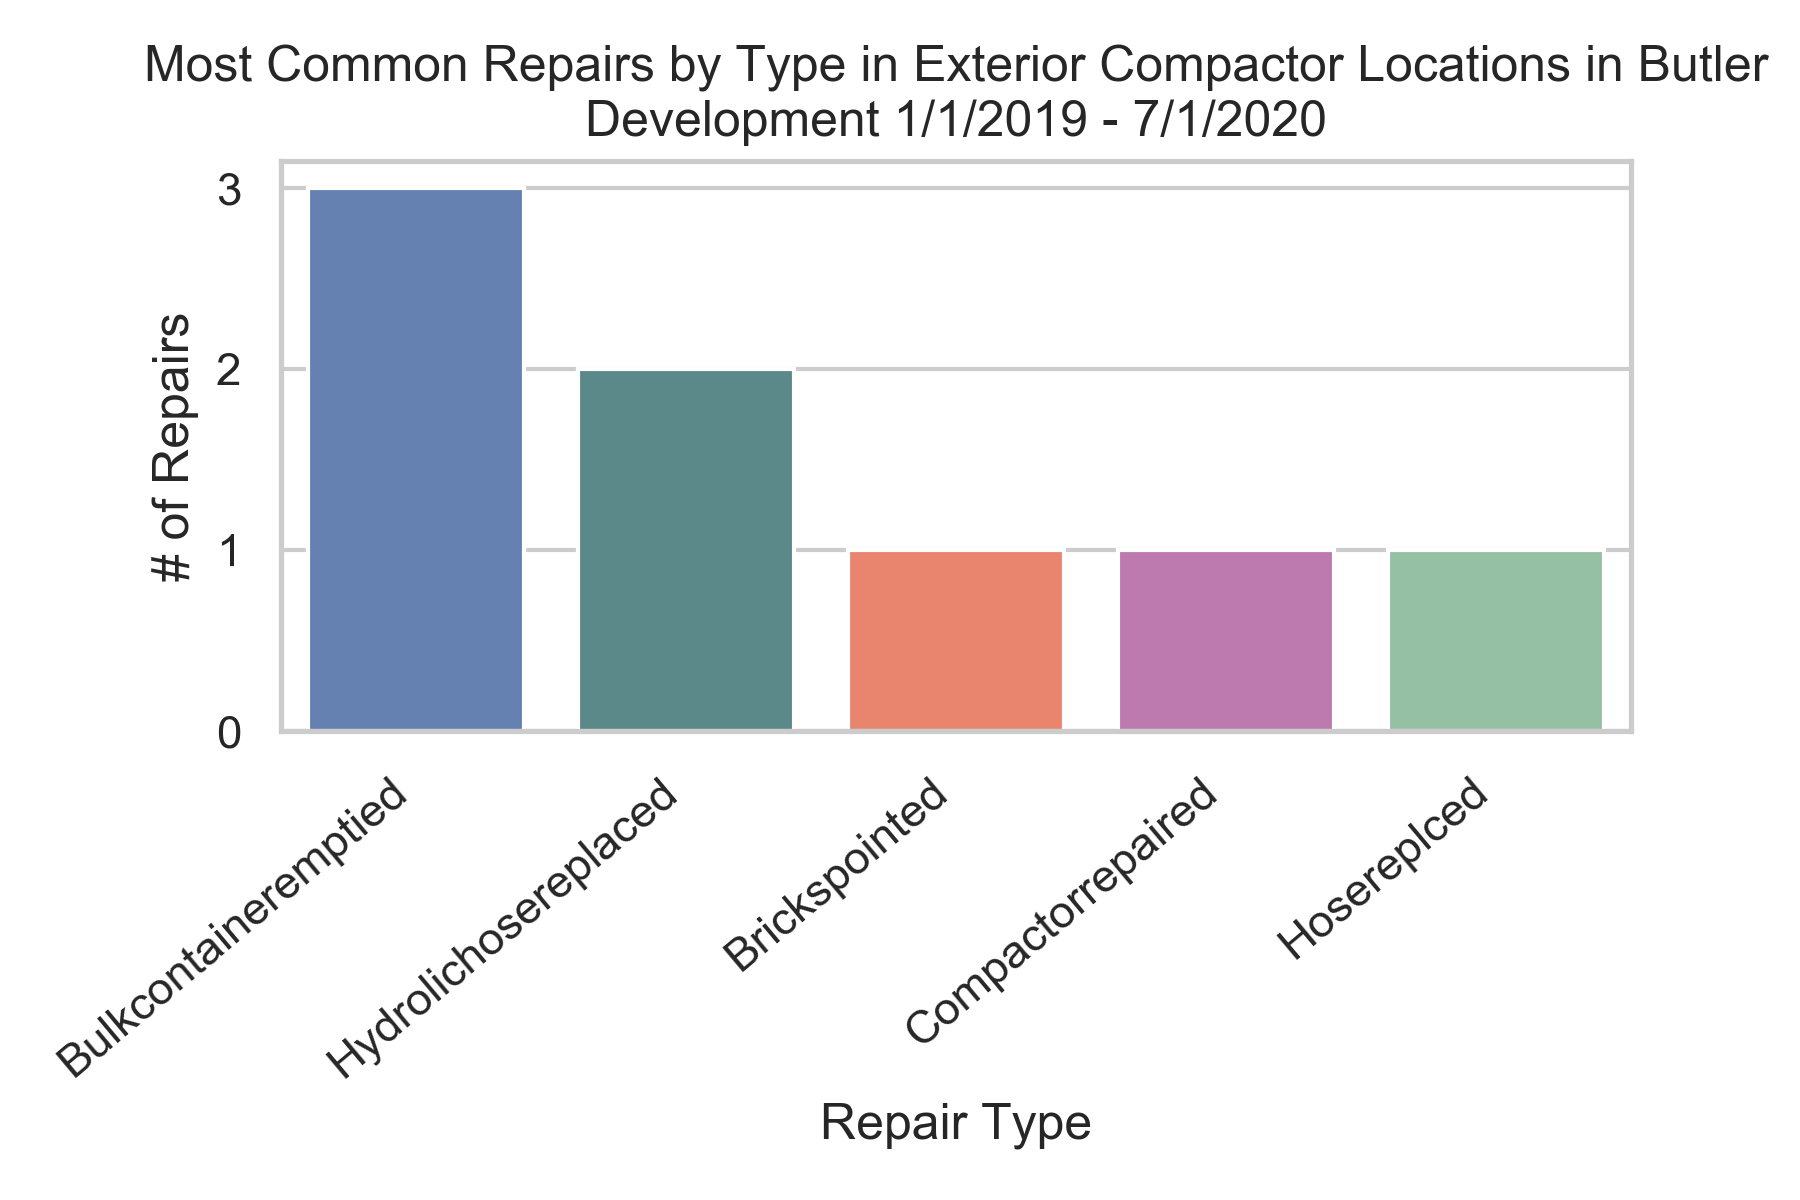 Most Common Repairs by Type in Exterior Compactor Locations in Butler
Development 1/1/2019 - 7/1/2020
# of Repairs
3
2
1
0
Bulkcontaineremptied
Hydrolichosereplaced
Brickspointed
Compactorrepaired
Hosereplced
Repair Type